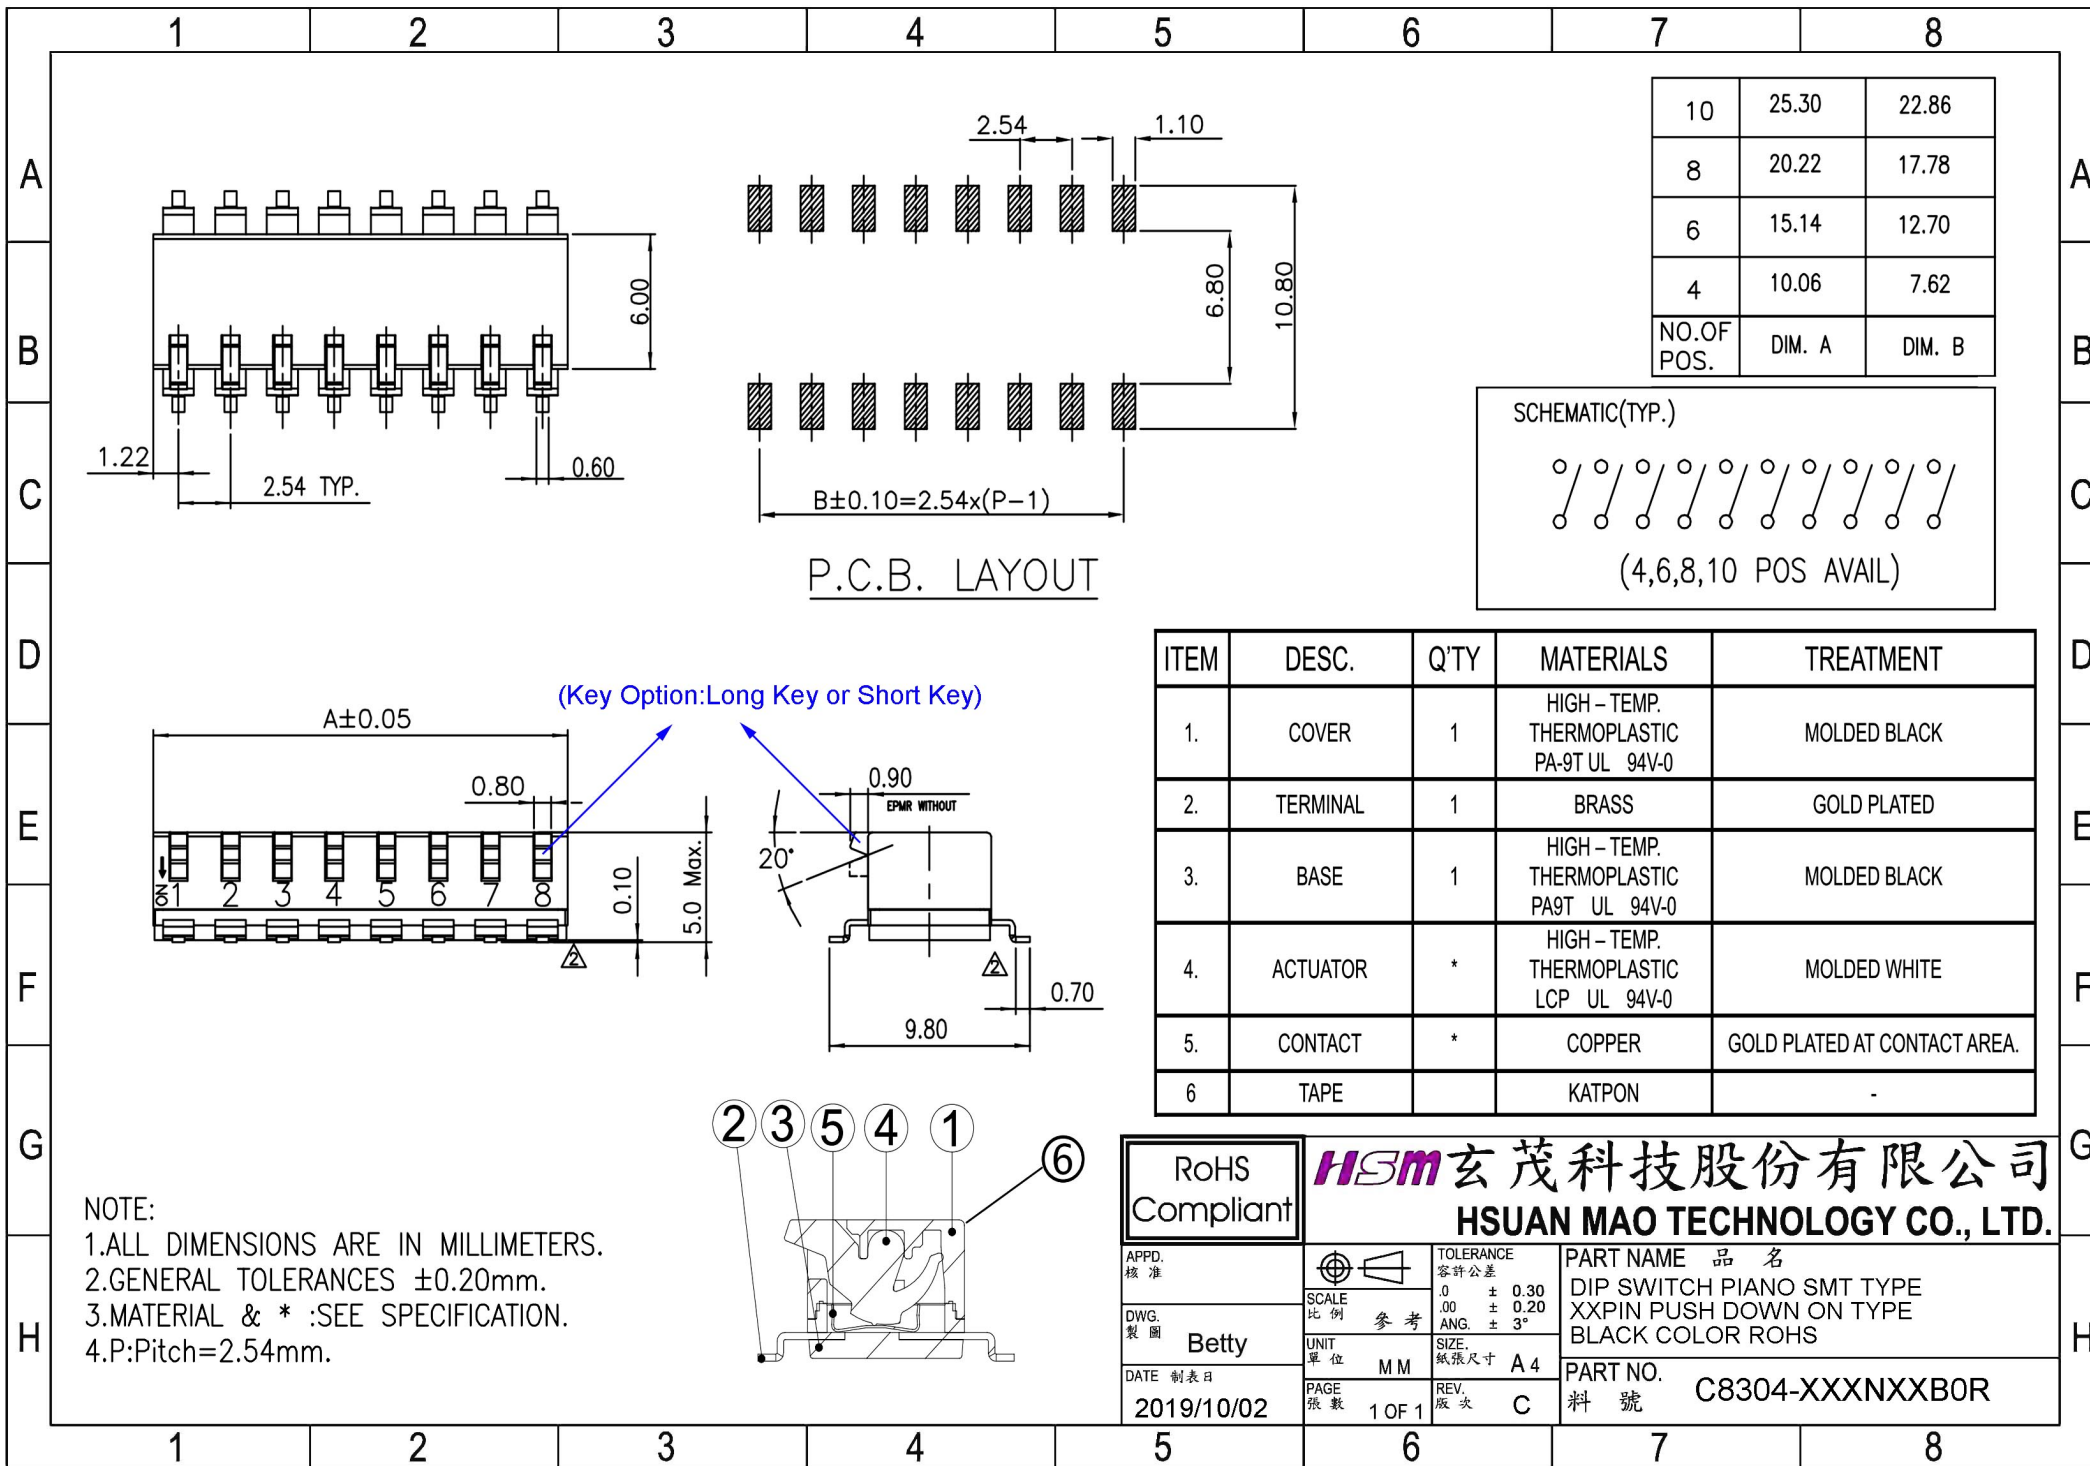 1 2 3 4 5 6 7 8
A
B
C
D
E
F
G
H
A
B
C
D
E
F
G
H
6.00
1.22
2.54 TYP.
0.60
2.54
1.10
6.80
10.80
B±0.10=2.54x(P-1)
P.C.B. LAYOUT
10 25.30 22.86
8 20.22 17.78
6 15.14 12.70
4 10.06 7.62
NO.OF
POS.
DIM. A
DIM. B
SCHEMATIC(TYP.)
(4,6,8,10 POS AVAIL)
(Key Option:Long Key or Short Key)
A±0.05
0.80
ON
1 2 3 4 5 6 7 8
0.10
5.0 Max.
2
0.90
EPMR WITHOUT
20°
2
0.70
9.80
ITEM DESC. Q'TY MATERIALS TREATMENT
1. COVER 1 HIGH – TEMP.
THERMOPLASTIC
PA-9T UL 94V-0
MOLDED BLACK
2. TERMINAL 1 BRASS GOLD PLATED
3. BASE 1 HIGH – TEMP.
THERMOPLASTIC
PA9T UL 94V-0
MOLDED BLACK
4. ACTUATOR * HIGH – TEMP.
THERMOPLASTIC
LCP UL 94V-0
MOLDED WHITE
5. CONTACT * COPPER GOLD PLATED AT CONTACT AREA.
6 TAPE KATPON -
2 3 5 4 1
6
NOTE:
1.ALL DIMENSIONS ARE IN MILLIMETERS.
2.GENERAL TOLERANCES ±0.20mm.
3.MATERIAL & * :SEE SPECIFICATION.
4.P:Pitch=2.54mm.
RoHS
Compliant
HSM 玄茂科技股份有限公司
HSUAN MAO TECHNOLOGY CO., LTD.
APPD.
核 准
DWG.
製 圖
Betty
DATE 制表日
2019/10/02
SCALE
比 例 參 考
UNIT
單 位 M M
PAGE
張 數 1 OF 1
TOLERANCE
容許公差
.0 ± 0.30
.00 ± 0.20
ANG. ± 3°
SIZE.
紙張尺寸 A 4
REV.
版 次 C
PART NAME 品 名
DIP SWITCH PIANO SMT TYPE
XXPIN PUSH DOWN ON TYPE
BLACK COLOR ROHS
PART NO.
料 號
C8304-XXXNXXB0R
1 2 3 4 5 6 7 8